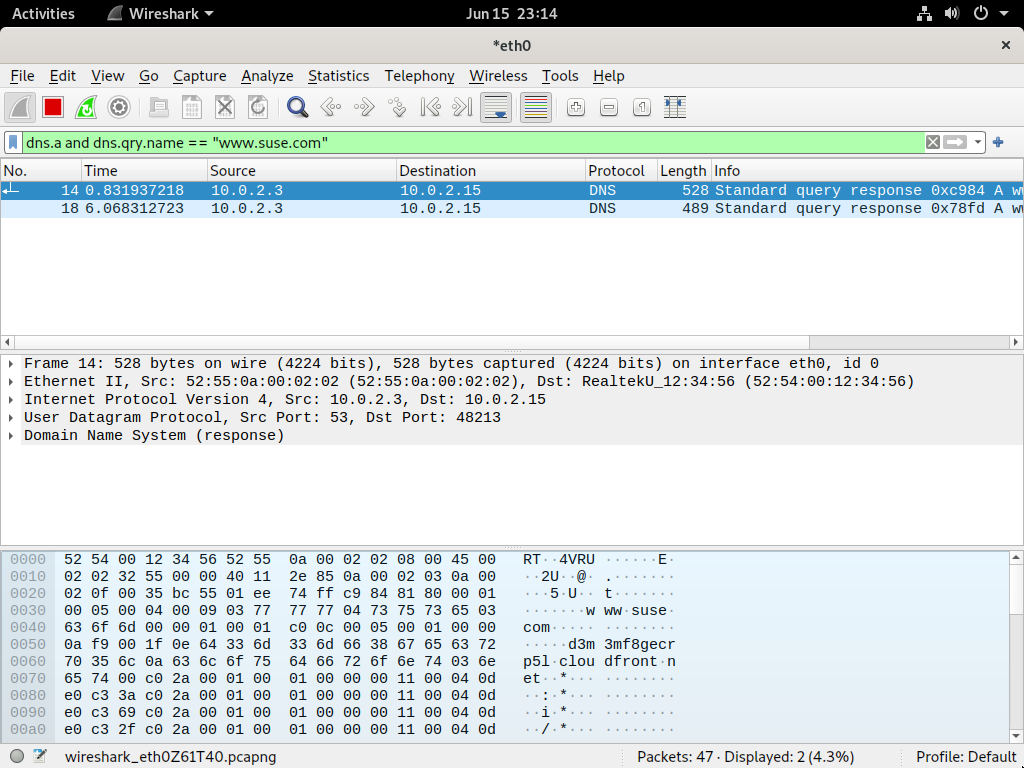 Activities Wireshark Jun 15 23:14
*eth0
File Edit View Go Capture Analyze Statistics Telephony Wireless Tools Help
dns.a and dns.qry.name == "www.suse.com"
No. Time Source Destination Protocol Length Info
14 0.831937218 10.0.2.3 10.0.2.15 DNS 528 Standard query response 0xc984 A ww
18 6.068312723 10.0.2.3 10.0.2.15 DNS 489 Standard query response 0x78fd A ww
Frame 14: 528 bytes on wire (4224 bits), 528 bytes captured (4224 bits) on interface eth0, id 0
Ethernet II, Src: 52:55:0a:00:02:02 (52:55:0a:00:02:02), Dst: RealtekU_12:34:56 (52:54:00:12:34:56)
Internet Protocol Version 4, Src: 10.0.2.3, Dst: 10.0.2.15
User Datagram Protocol, Src Port: 53, Dst Port: 48213
Domain Name System (response)
0000 52 54 00 12 34 56 52 55 0a 00 02 02 08 00 45 00 RT··4VRU ······E·
0010 02 02 32 55 00 00 40 11 2e 85 0a 00 02 03 0a 00 ··2U··@· .·······
0020 02 0f 00 35 bc 55 01 ee 74 ff c9 84 81 80 00 01 ···5·U·· t·······
0030 00 05 00 04 00 09 03 77 77 77 04 73 75 73 65 03 ·······w ww·suse·
0040 63 6f 6d 00 00 01 00 01 c0 0c 00 05 00 01 00 00 com····· ········
0050 0a f9 00 1f 0e 64 33 6d 33 6d 66 38 67 65 63 72 ·····d3m 3mf8gecr
0060 70 35 6c 0a 63 6c 6f 75 64 66 72 6f 6e 74 03 6e p5l·clou dfront·n
0070 65 74 00 c0 2a 00 01 00 01 00 00 00 11 00 04 0d et··*··· ········
0080 e0 c3 3a c0 2a 00 01 00 01 00 00 00 11 00 04 0d ··:·*··· ········
0090 e0 c3 69 c0 2a 00 01 00 01 00 00 00 11 00 04 0d ··i·*··· ········
00a0 e0 c3 2f c0 2a 00 01 00 01 00 00 00 11 00 04 0d ··/·*··· ········
wireshark_eth0Z61T40.pcapng Packets: 47 · Displayed: 2 (4.3%) Profile: Default